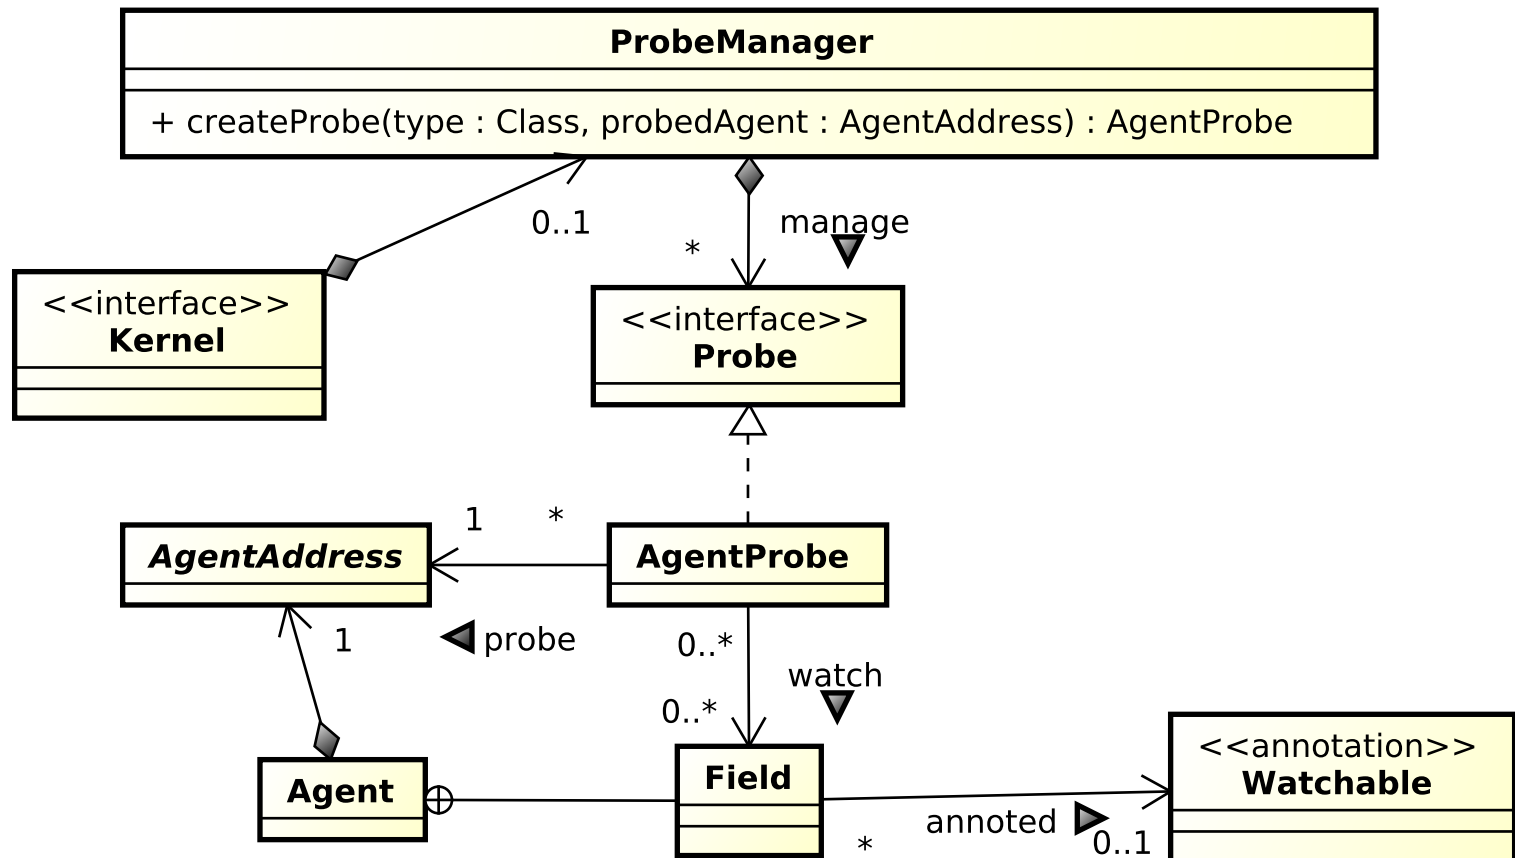 ProbeManager
+ createProbe(type : Class, probedAgent : AgentAddress) : AgentProbe
0..1
*
manage
<<interface>>
Kernel
<<interface>>
Probe
AgentAddress
1
*
AgentProbe
1
probe
0..*
watch
0..*
Agent
Field
<<annotation>>
Watchable
annoted
*
0..1